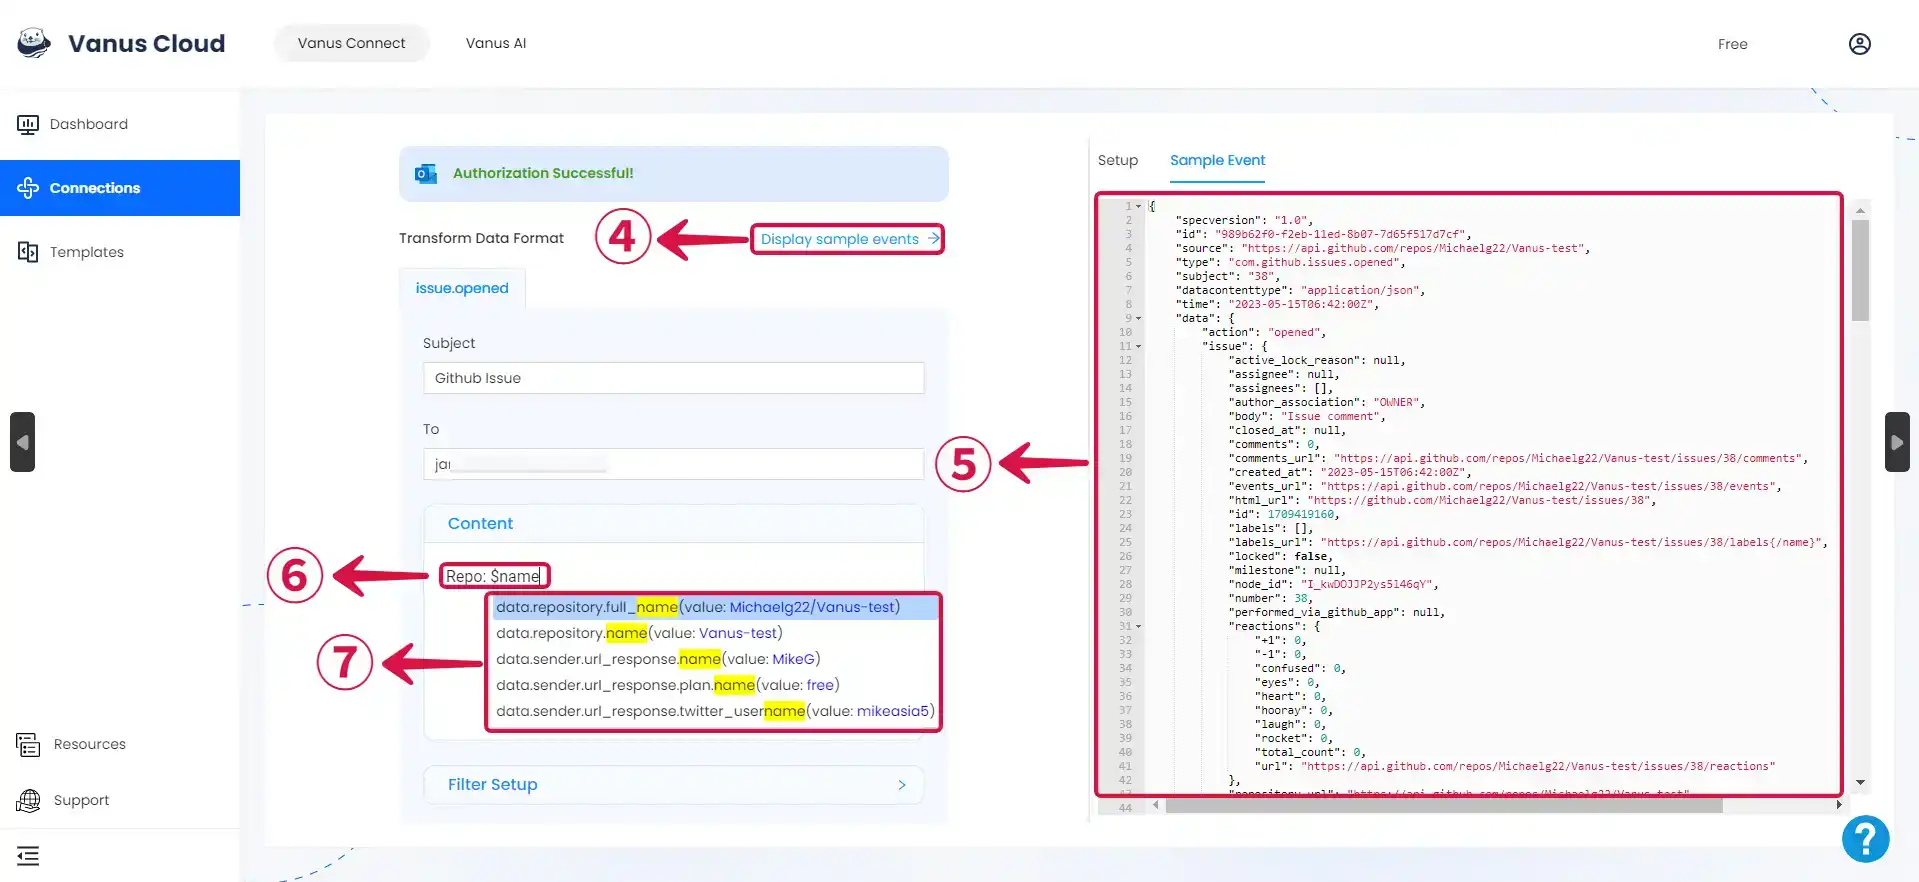 Vanus Cloud
Vanus Connect
Vanus AI
Free
Dashboard
Connections
Templates
Resources
Support
Authorization Successful!
Transform Data Format
4
Display sample events →
issue.opened
Subject
Github Issue
To
jar
Content
6
Repo: $name
7
data.repository.full_name(value: Michaelg22/Vanus-test)
data.repository.name(value: Vanus-test)
data.sender.url_response.name(value: MikeG)
data.sender.url_response.plan.name(value: free)
data.sender.url_response.twitter_username(value: mikeasia5)
Filter Setup >
5
Setup
Sample Event
1 {
2 "specversion": "1.0",
3 "id": "989b62f0-f2eb-11ed-8b07-7d65f517d7cf",
4 "source": "https://api.github.com/repos/Michaelg22/Vanus-test",
5 "type": "com.github.issues.opened",
6 "subject": "38",
7 "datacontenttype": "application/json",
8 "time": "2023-05-15T06:42:00Z",
9 "data": {
10 "action": "opened",
11 "issue": {
12 "active_lock_reason": null,
13 "assignee": null,
14 "assignees": [],
15 "author_association": "OWNER",
16 "body": "Issue comment",
17 "closed_at": null,
18 "comments": 0,
19 "comments_url": "https://api.github.com/repos/Michaelg22/Vanus-test/issues/38/comments",
20 "created_at": "2023-05-15T06:42:00Z",
21 "events_url": "https://api.github.com/repos/Michaelg22/Vanus-test/issues/38/events",
22 "html_url": "https://github.com/Michaelg22/Vanus-test/issues/38",
23 "id": 1709419160,
24 "labels": [],
25 "labels_url": "https://api.github.com/repos/Michaelg22/Vanus-test/issues/38/labels{/name}",
26 "locked": false,
27 "milestone": null,
28 "node_id": "I_kwDOJJP2ys5l46qY",
29 "number": 38,
30 "performed_via_github_app": null,
31 "reactions": {
32 "+1": 0,
33 "-1": 0,
34 "confused": 0,
35 "eyes": 0,
36 "heart": 0,
37 "hooray": 0,
38 "laugh": 0,
39 "rocket": 0,
40 "total_count": 0,
41 "url": "https://api.github.com/repos/Michaelg22/Vanus-test/issues/38/reactions"
42 },
43 "repository_url": "https://api.github.com/repos/Michaelg22/Vanus-test",
44
?